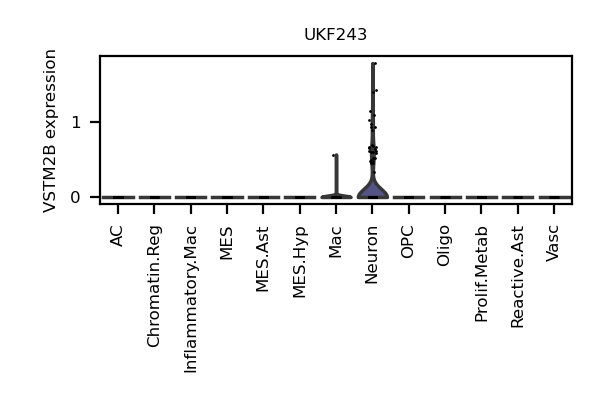 UKF243
VSTM2B expression
1
0
AC
Chromatin.Reg
Inflammatory.Mac
MES
MES.Ast
MES.Hyp
Mac
Neuron
OPC
Oligo
Prolif.Metab
Reactive.Ast
Vasc